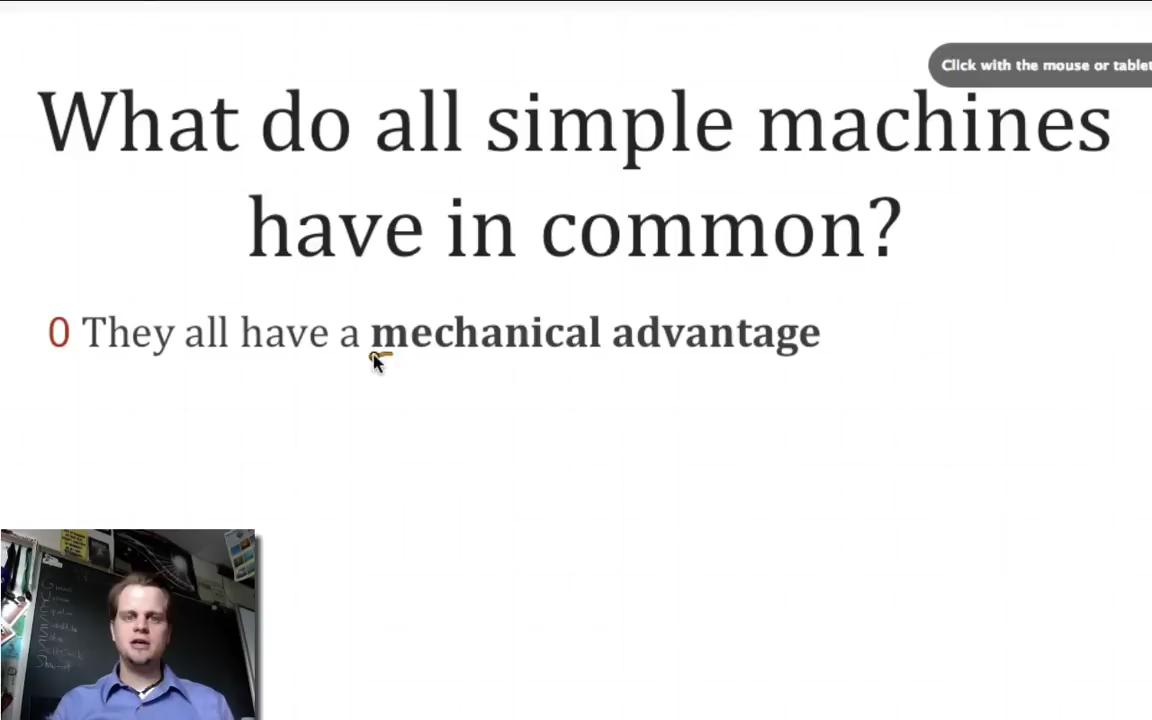 Click with the mouse or tablet
What do all simple machines
have in common?
0 They all have a mechanical advantage